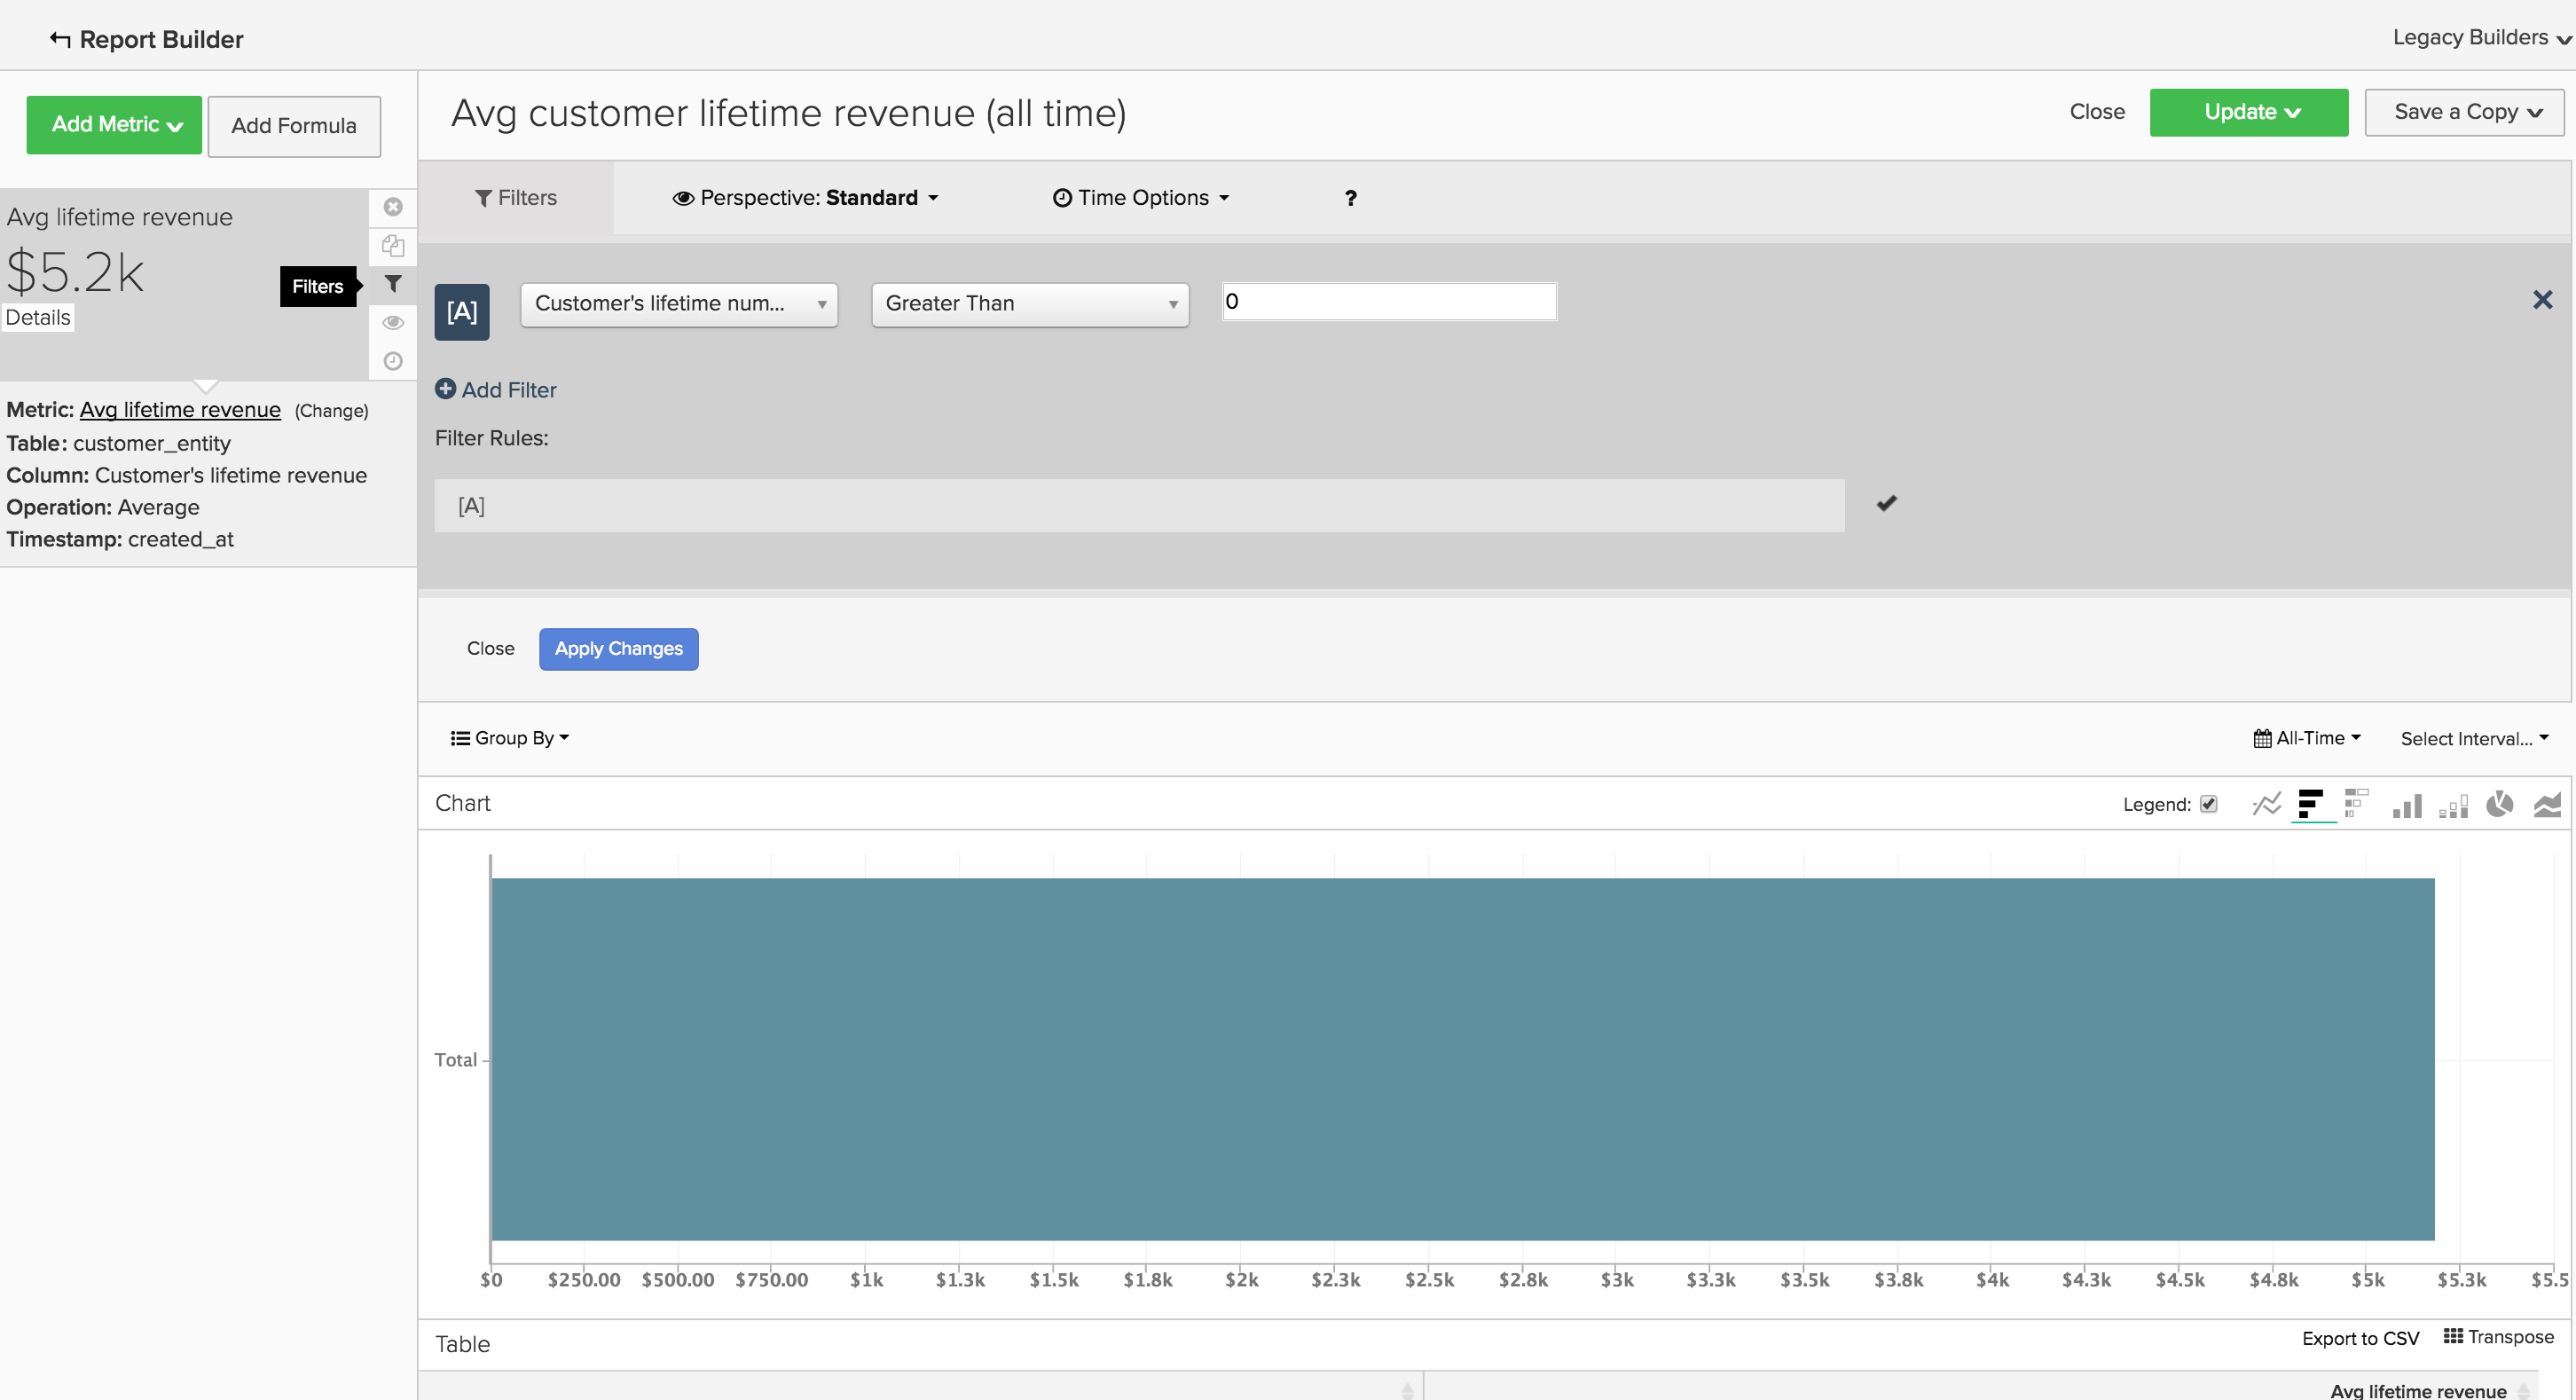 Report Builder
Legacy Builders
Add Metric
Add Formula
Avg customer lifetime revenue (all time)
Close
Update
Save a Copy
Avg lifetime revenue
$5.2k
Details
Filters
Metric: Avg lifetime revenue (Change)
Table: customer_entity
Column: Customer's lifetime revenue
Operation: Average
Timestamp: created_at
Filters
Perspective: Standard
Time Options
?
[A]
Customer's lifetime num...
Greater Than
0
Add Filter
Filter Rules:
[A]
Close
Apply Changes
Group By
All-Time
Select Interval...
Chart
Legend:
Total
$0 $250.00 $500.00 $750.00 $1k $1.3k $1.5k $1.8k $2k $2.3k $2.5k $2.8k $3k $3.3k $3.5k $3.8k $4k $4.3k $4.5k $4.8k $5k $5.3k $5.5
Table
Export to CSV
Transpose
Avg lifetime revenue